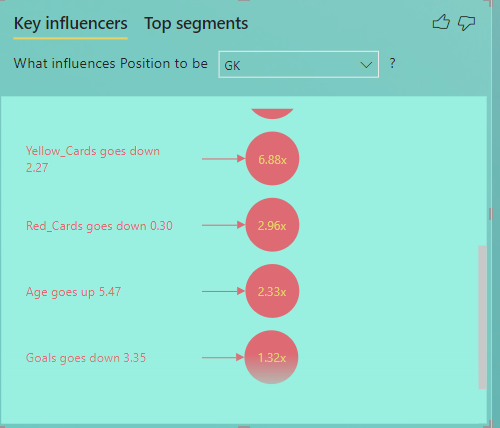 Key influencers Top segments
What influences Position to be GK ?
Yellow_Cards goes down
2.27
6.88x
Red_Cards goes down 0.30 2.96x
Age goes up 5.47 2.33x
Goals goes down 3.35 1.32x